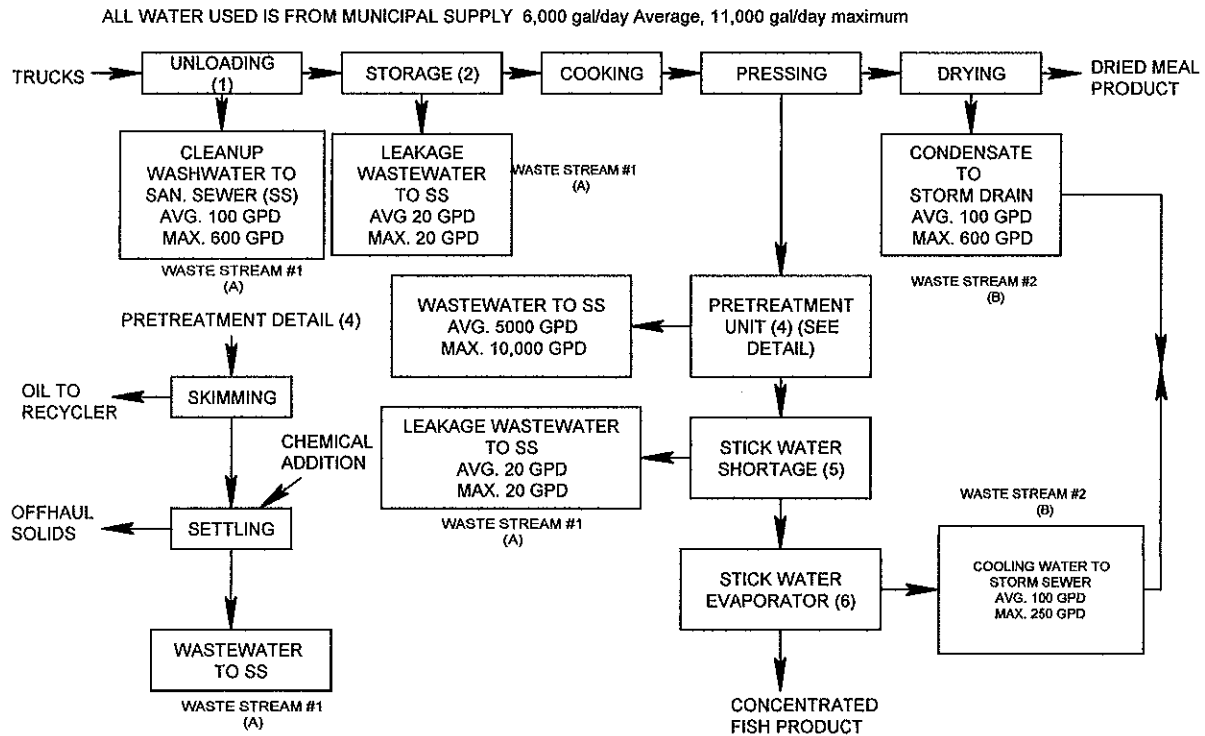 ALL WATER USED IS FROM MUNICIPAL SUPPLY 6,000 gal/day Average, 11,000 gal/day maximum
TRUCKS
UNLOADING
(1)
STORAGE (2)
COOKING
PRESSING
DRYING
DRIED MEAL
PRODUCT
CLEANUP
WASHWATER TO
SAN. SEWER (SS)
AVG. 100 GPD
MAX. 600 GPD
WASTE STREAM #1
(A)
LEAKAGE
WASTEWATER
TO SS
AVG 20 GPD
MAX. 20 GPD
WASTE STREAM #1
(A)
CONDENSATE
TO
STORM DRAIN
AVG. 100 GPD
MAX. 600 GPD
WASTE STREAM #2
(B)
WASTEWATER TO SS
AVG. 5000 GPD
MAX. 10,000 GPD
PRETREATMENT
UNIT (4) (SEE
DETAIL)
PRETREATMENT DETAIL (4)
OIL TO
RECYCLER
SKIMMING
CHEMICAL
ADDITION
OFFHAUL
SOLIDS
SETTLING
WASTEWATER
TO SS
WASTE STREAM #1
(A)
LEAKAGE WASTEWATER
TO SS
AVG. 20 GPD
MAX. 20 GPD
WASTE STREAM #1
(A)
STICK WATER
SHORTAGE (5)
STICK WATER
EVAPORATOR (6)
WASTE STREAM #2
(B)
COOLING WATER TO
STORM SEWER
AVG. 100 GPD
MAX. 250 GPD
CONCENTRATED
FISH PRODUCT